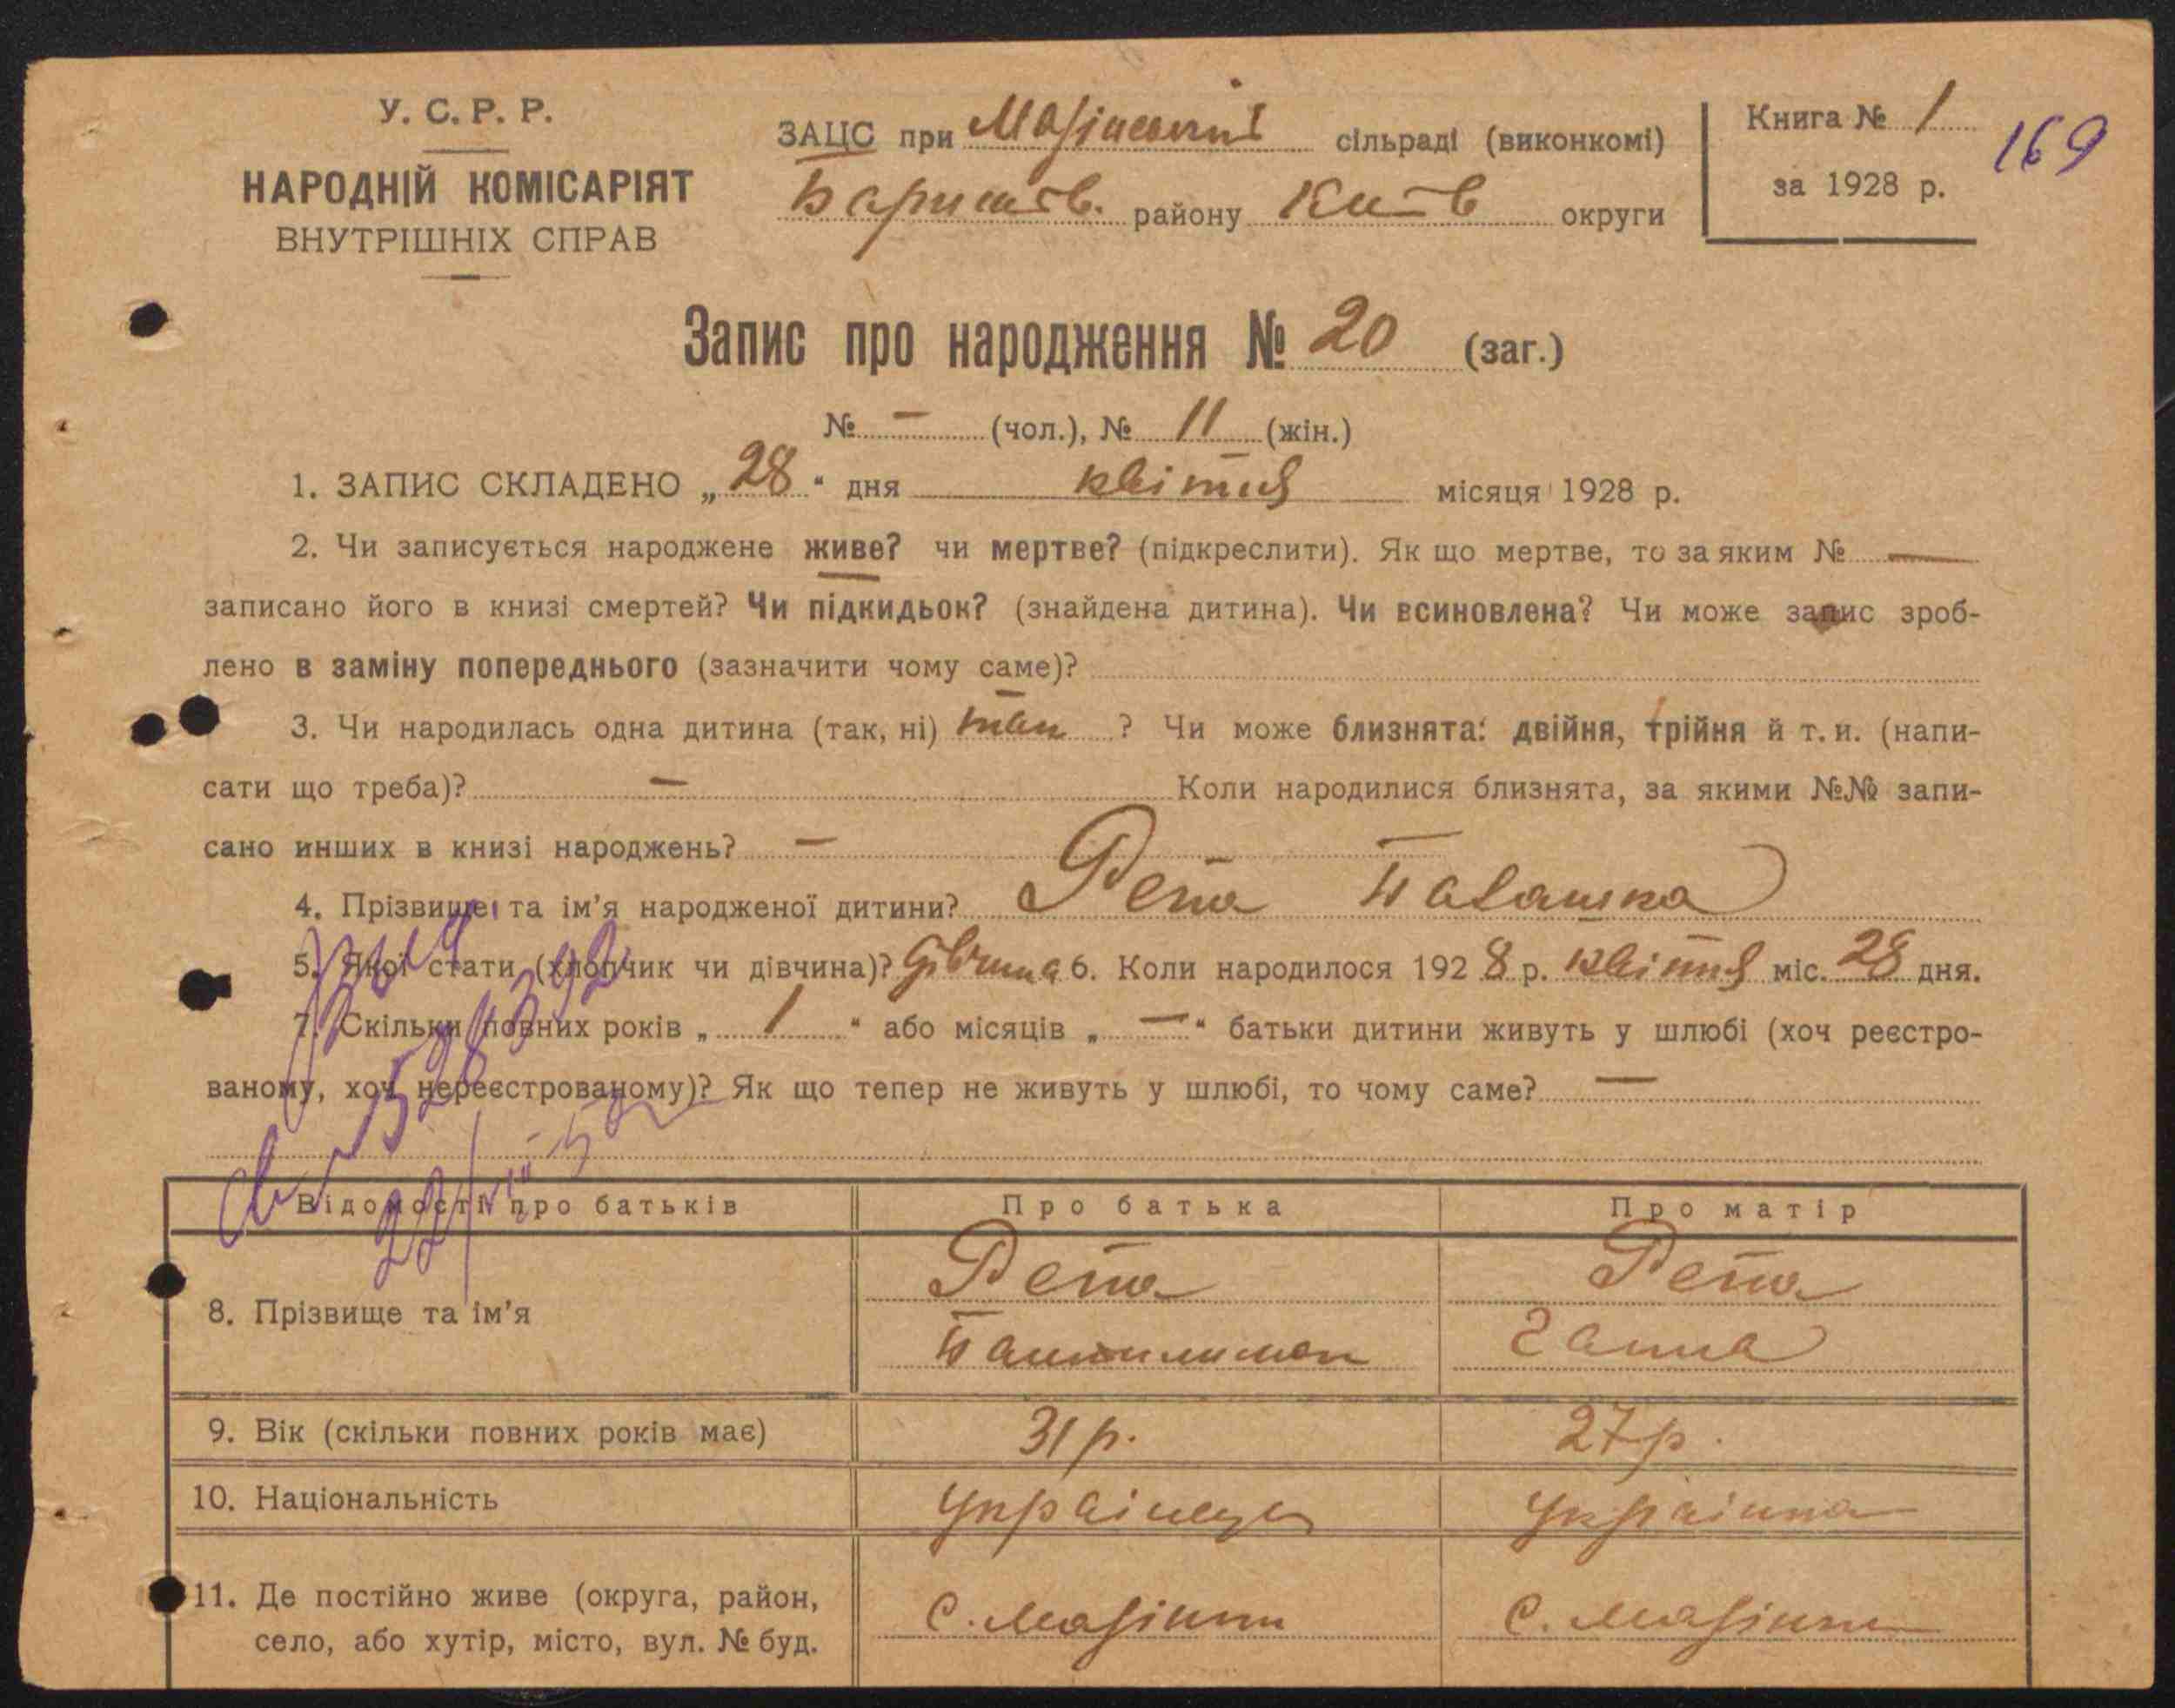 У. С. Р. Р.
НАРОДНІЙ КОМІСАРІЯТ
ВНУТРІШНІХ СПРАВ
ЗАЦС при сільраді (виконкомі)
Баришів. району Київ округи
Книга № 1
за 1928 р.
169
Запис про народження № 20 (заг.)
№ — (чол.), № 11 (жін.)
1. ЗАПИС СКЛАДЕНО „28“ дня квітня місяця 1928 р.
2. Чи записується народжене живе? чи мертве? (підкреслити). Як що мертве, то за яким № —
записано його в книзі смертей? Чи підкидьок? (знайдена дитина). Чи всиновлена? Чи може запис зроб-
лено в заміну попереднього (зазначити чому саме)?
3. Чи народилась одна дитина (так, ні) так ? Чи може близнята: двійня, трійня й т. и. (напи-
сати що треба)? — Коли народилися близнята, за якими №№ запи-
сано инших в книзі народжень? —
4. Прізвище та ім’я народженої дитини? Рета Палашка
5. Якої стати (хлопчик чи дівчина)? дівчина 6. Коли народилося 1928 р. квітня міс. 28 дня.
7. Скільки повних років „ 1 “ або місяців „ — “ батьки дитини живуть у шлюбі (хоч реєстро-
ваному, хоч нереєстрованому)? Як що тепер не живуть у шлюбі, то чому саме? —
Відомості про батьків Про батька Про матір
8. Прізвище та ім’я Рета Рета
Пантилимон Ганна
9. Вік (скільки повних років має) 31 р. 27 р.
10. Національність Українець Українка
11. Де постійно живе (округа, район,
село, або хутір, місто, вул. № буд.